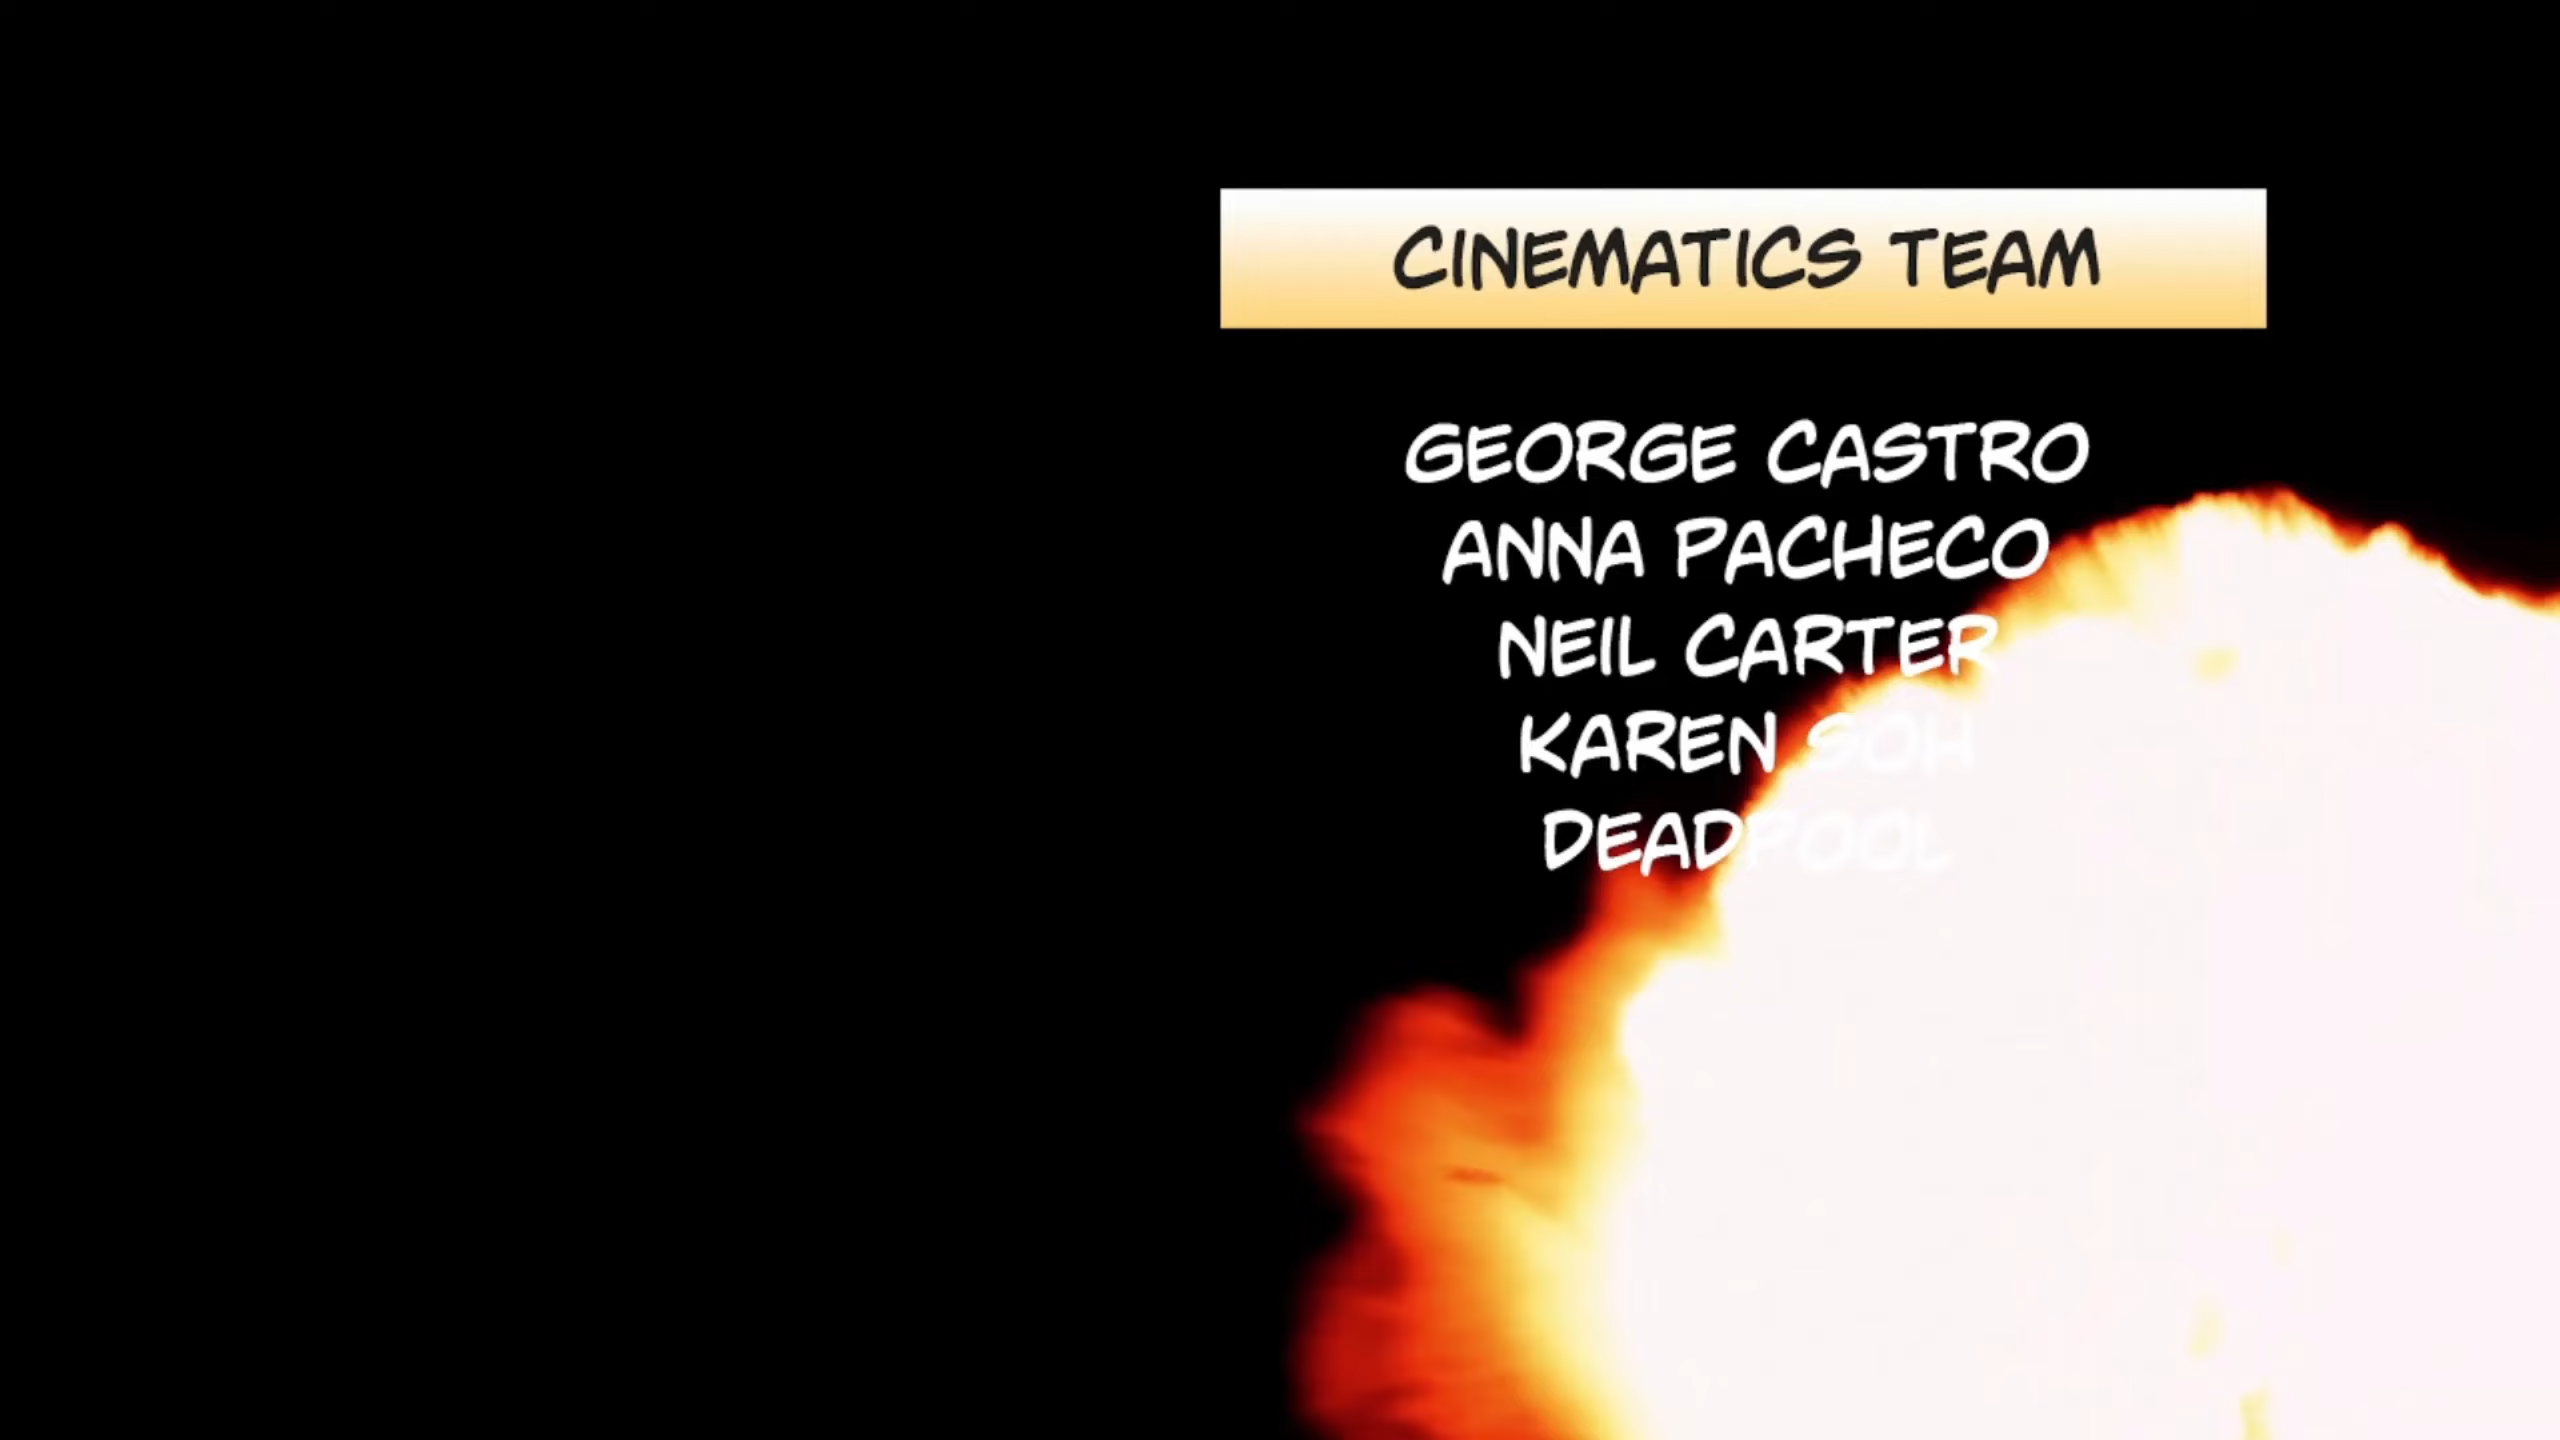 CINEMATICS TEAM
GEORGE CASTRO
ANNA PACHECO
NEIL CARTER
KAREN SOH
DEADPOOL